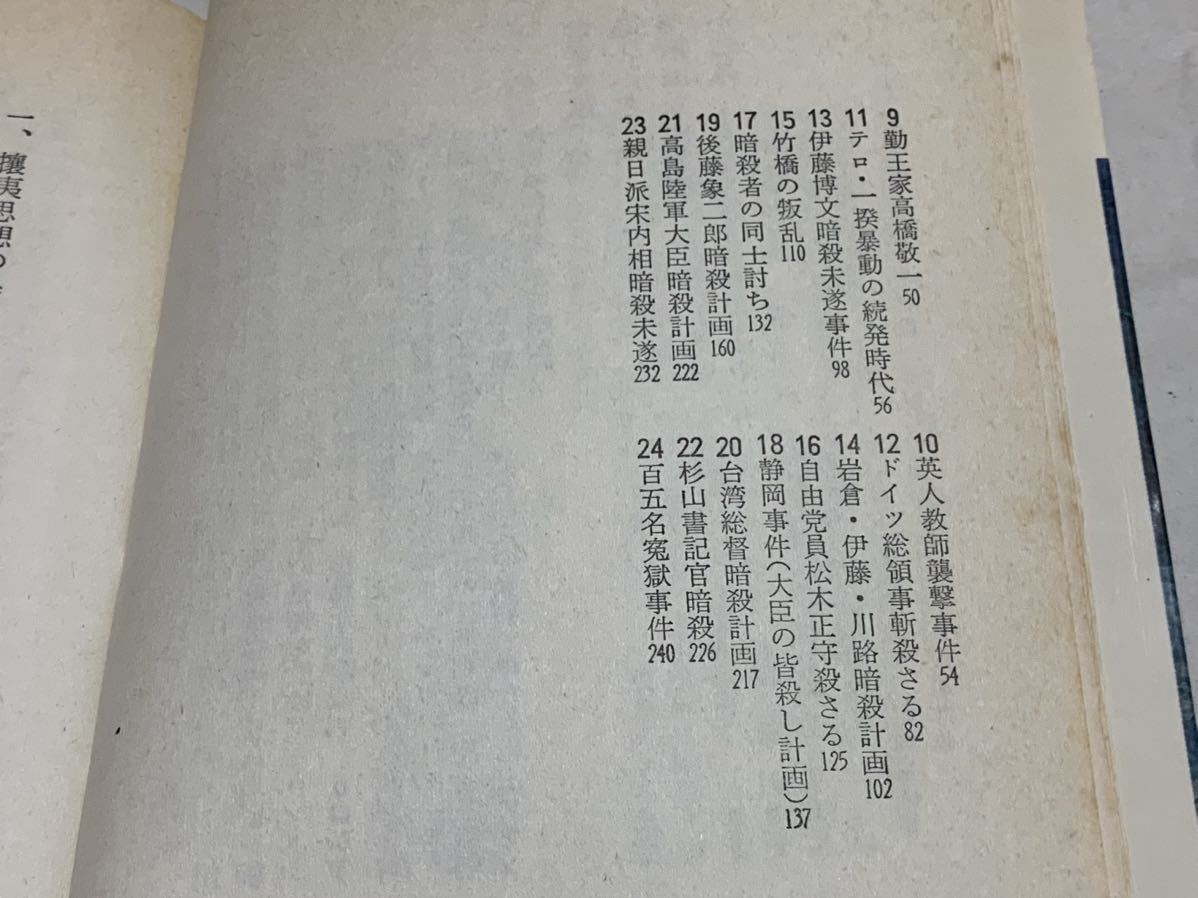 9 勤王家高橋敬一 50
10 英人教師襲撃事件 54
11 テロ・一揆暴動の続発時代 56
12 ドイツ総領事斬殺さる 82
13 伊藤博文暗殺未遂事件 98
14 岩倉・伊藤・川路暗殺計画 102
15 竹橋の叛乱 110
16 自由党員松木正守殺さる 125
17 暗殺者の同士討ち 132
18 静岡事件(大臣の皆殺し計画) 137
19 後藤象二郎暗殺計画 160
20 台湾総督暗殺計画 217
21 高島陸軍大臣暗殺計画 222
22 杉山書記官暗殺 226
23 親日派宋内相暗殺未遂 232
24 百五名冤獄事件 240
一、攘夷思想の